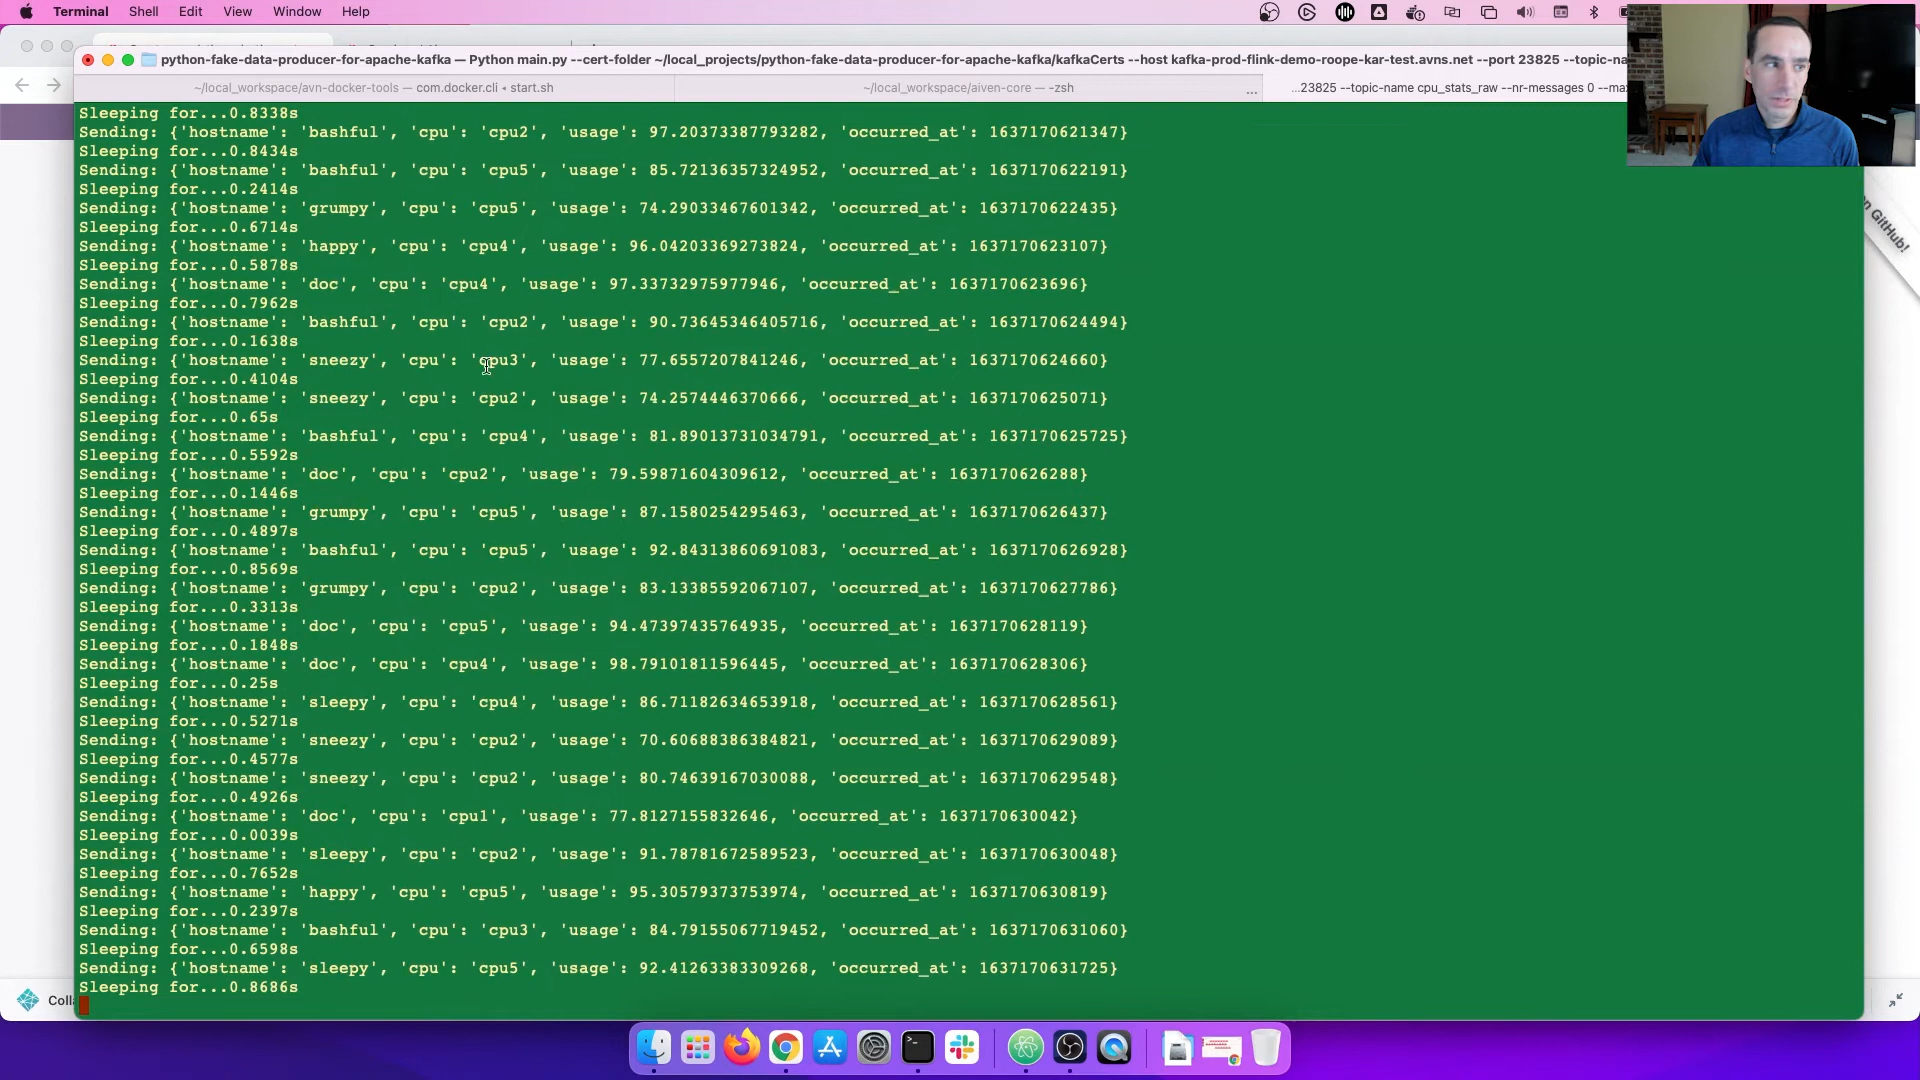 Terminal Shell Edit View Window Help
python-fake-data-producer-for-apache-kafka — Python main.py --cert-folder ~/local_projects/python-fake-data-producer-for-apache-kafka/kafkaCerts --host kafka-prod-flink-demo-roope-kar-test.avns.net --port 23825 --topic-na
~/local_workspace/avn-docker-tools — com.docker.cli • start.sh ~/local_workspace/aiven-core — -zsh ... ...23825 --topic-name cpu_stats_raw --nr-messages 0 --max
Sleeping for...0.8338s
Sending: {'hostname': 'bashful', 'cpu': 'cpu2', 'usage': 97.20373387793282, 'occurred_at': 1637170621347}
Sleeping for...0.8434s
Sending: {'hostname': 'bashful', 'cpu': 'cpu5', 'usage': 85.72136357324952, 'occurred_at': 1637170622191}
Sleeping for...0.2414s
Sending: {'hostname': 'grumpy', 'cpu': 'cpu5', 'usage': 74.29033467601342, 'occurred_at': 1637170622435}
Sleeping for...0.6714s
Sending: {'hostname': 'happy', 'cpu': 'cpu4', 'usage': 96.04203369273824, 'occurred_at': 1637170623107}
Sleeping for...0.5878s
Sending: {'hostname': 'doc', 'cpu': 'cpu4', 'usage': 97.33732975977946, 'occurred_at': 1637170623696}
Sleeping for...0.7962s
Sending: {'hostname': 'bashful', 'cpu': 'cpu2', 'usage': 90.73645346405716, 'occurred_at': 1637170624494}
Sleeping for...0.1638s
Sending: {'hostname': 'sneezy', 'cpu': 'cpu3', 'usage': 77.6557207841246, 'occurred_at': 1637170624660}
Sleeping for...0.4104s
Sending: {'hostname': 'sneezy', 'cpu': 'cpu2', 'usage': 74.2574446370666, 'occurred_at': 1637170625071}
Sleeping for...0.65s
Sending: {'hostname': 'bashful', 'cpu': 'cpu4', 'usage': 81.89013731034791, 'occurred_at': 1637170625725}
Sleeping for...0.5592s
Sending: {'hostname': 'doc', 'cpu': 'cpu2', 'usage': 79.59871604309612, 'occurred_at': 1637170626288}
Sleeping for...0.1446s
Sending: {'hostname': 'grumpy', 'cpu': 'cpu5', 'usage': 87.1580254295463, 'occurred_at': 1637170626437}
Sleeping for...0.4897s
Sending: {'hostname': 'bashful', 'cpu': 'cpu5', 'usage': 92.84313860691083, 'occurred_at': 1637170626928}
Sleeping for...0.8569s
Sending: {'hostname': 'grumpy', 'cpu': 'cpu2', 'usage': 83.13385592067107, 'occurred_at': 1637170627786}
Sleeping for...0.3313s
Sending: {'hostname': 'doc', 'cpu': 'cpu5', 'usage': 94.47397435764935, 'occurred_at': 1637170628119}
Sleeping for...0.1848s
Sending: {'hostname': 'doc', 'cpu': 'cpu4', 'usage': 98.79101811596445, 'occurred_at': 1637170628306}
Sleeping for...0.25s
Sending: {'hostname': 'sleepy', 'cpu': 'cpu4', 'usage': 86.71182634653918, 'occurred_at': 1637170628561}
Sleeping for...0.5271s
Sending: {'hostname': 'sneezy', 'cpu': 'cpu2', 'usage': 70.60688386384821, 'occurred_at': 1637170629089}
Sleeping for...0.4577s
Sending: {'hostname': 'sneezy', 'cpu': 'cpu2', 'usage': 80.74639167030088, 'occurred_at': 1637170629548}
Sleeping for...0.4926s
Sending: {'hostname': 'doc', 'cpu': 'cpu1', 'usage': 77.8127155832646, 'occurred_at': 1637170630042}
Sleeping for...0.0039s
Sending: {'hostname': 'sleepy', 'cpu': 'cpu2', 'usage': 91.78781672589523, 'occurred_at': 1637170630048}
Sleeping for...0.7652s
Sending: {'hostname': 'happy', 'cpu': 'cpu5', 'usage': 95.30579373753974, 'occurred_at': 1637170630819}
Sleeping for...0.2397s
Sending: {'hostname': 'bashful', 'cpu': 'cpu3', 'usage': 84.79155067719452, 'occurred_at': 1637170631060}
Sleeping for...0.6598s
Sending: {'hostname': 'sleepy', 'cpu': 'cpu5', 'usage': 92.41263383309268, 'occurred_at': 1637170631725}
Sleeping for...0.8686s
on GitHub!
Colla